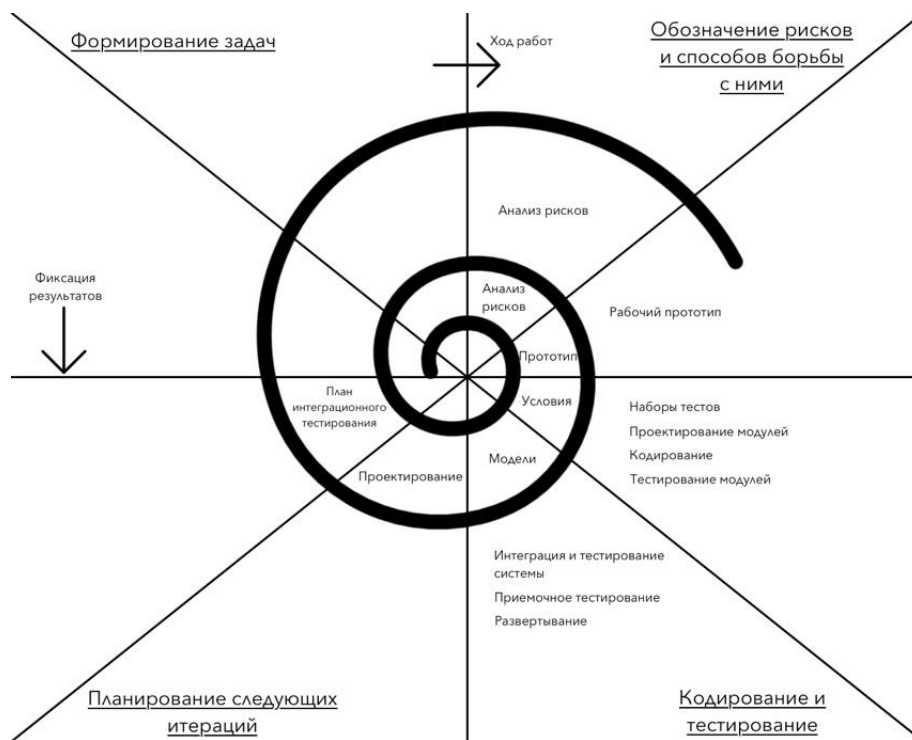 Формирование задач
Ход работ
Обозначение рисков
и способов борьбы
с ними
Анализ рисков
Фиксация
результатов
Анализ
рисков
Рабочий прототип
Прототип
План
интеграционного
тестирования
Условия
Наборы тестов
Проектирование модулей
Кодирование
Тестирование модулей
Модели
Проектирование
Интеграция и тестирование
системы
Приемочное тестирование
Развертывание
Планирование следующих
итераций
Кодирование и
тестирование